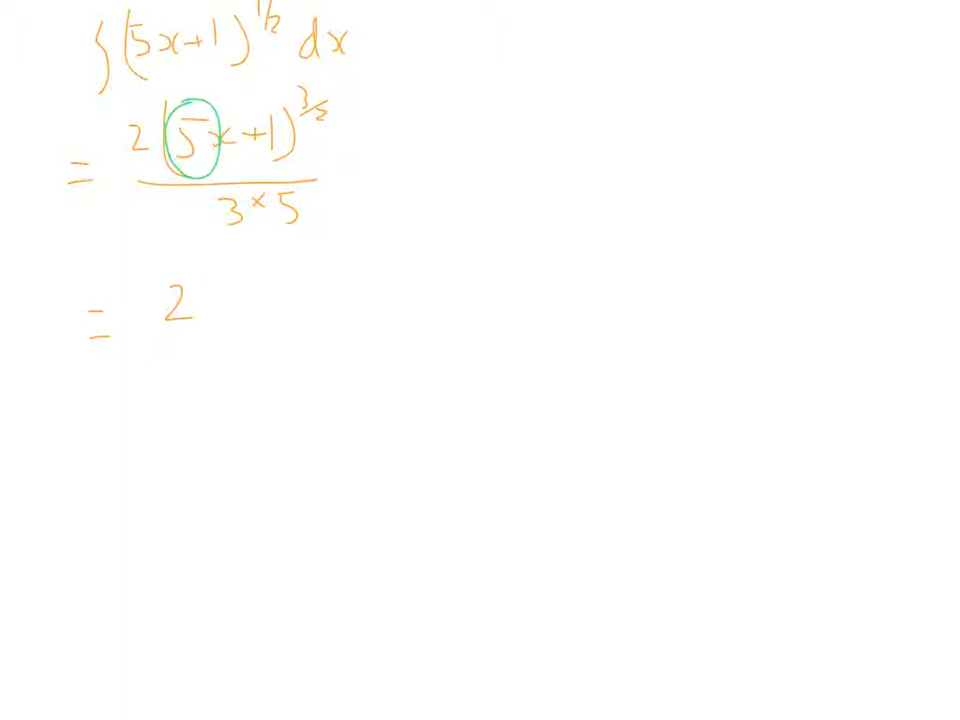 ∫(5x+1)^1/2 dx
= 2(5x+1)^3/2 / 3×5
= 2